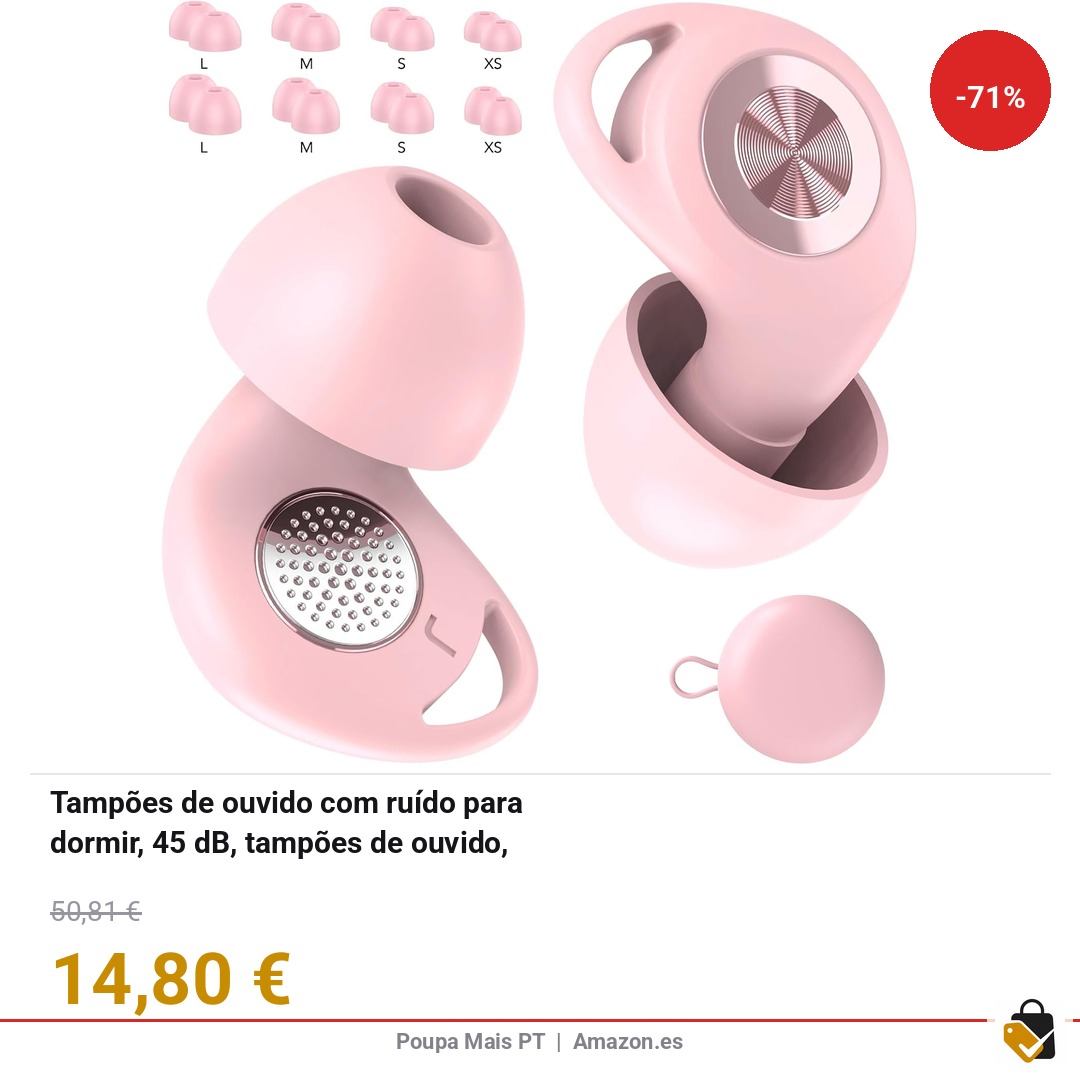 L M S XS
L M S XS
-71%
Tampões de ouvido com ruído para
dormir, 45 dB, tampões de ouvido,
50,81 €
14,80 €
Poupa Mais PT | Amazon.es